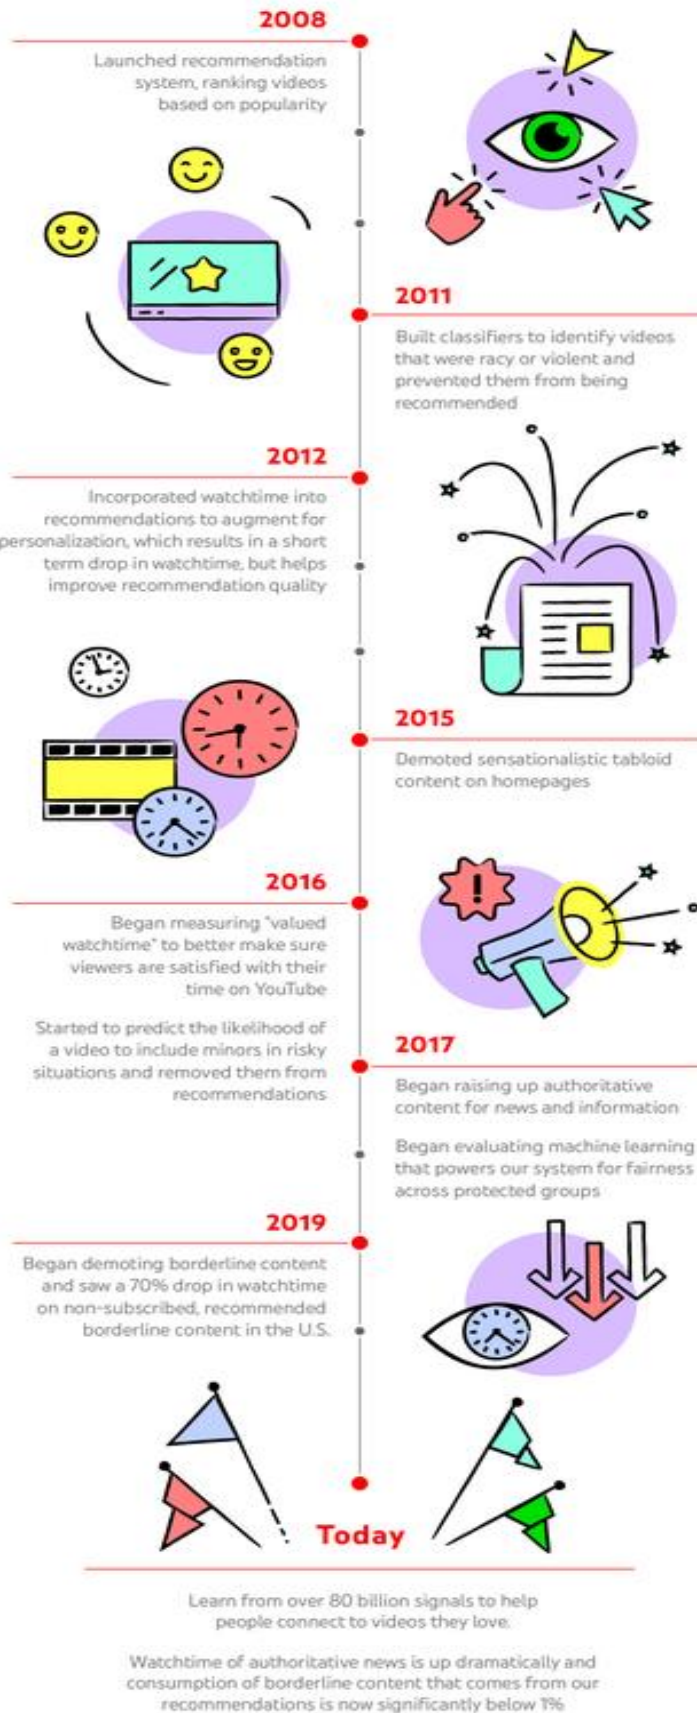 2008
Launched recommendation
system, ranking videos
based on popularity
2011
Built classifiers to identify videos
that were racy or violent and
prevented them from being
recommended
2012
Incorporated watchtime into
recommendations to augment for
personalization, which results in a short
term drop in watchtime, but helps
improve recommendation quality
2015
Demoted sensationalistic tabloid
content on homepages
2016
Began measuring "valued
watchtime" to better make sure
viewers are satisfied with their
time on YouTube
Started to predict the likelihood of
a video to include minors in risky
situations and removed them from
recommendations
2017
Began raising up authoritative
content for news and information
Began evaluating machine learning
that powers our system for fairness
across protected groups
2019
Began demoting borderline content
and saw a 70% drop in watchtime
on non-subscribed, recommended
borderline content in the U.S.
Today
Learn from over 80 billion signals to help
people connect to videos they love.
Watchtime of authoritative news is up dramatically and
consumption of borderline content that comes from our
recommendations is now significantly below 1%